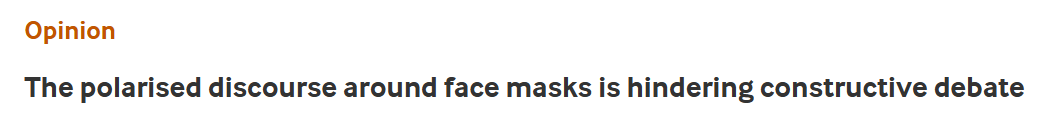 Opinion
The polarised discourse around face masks is hindering constructive debate